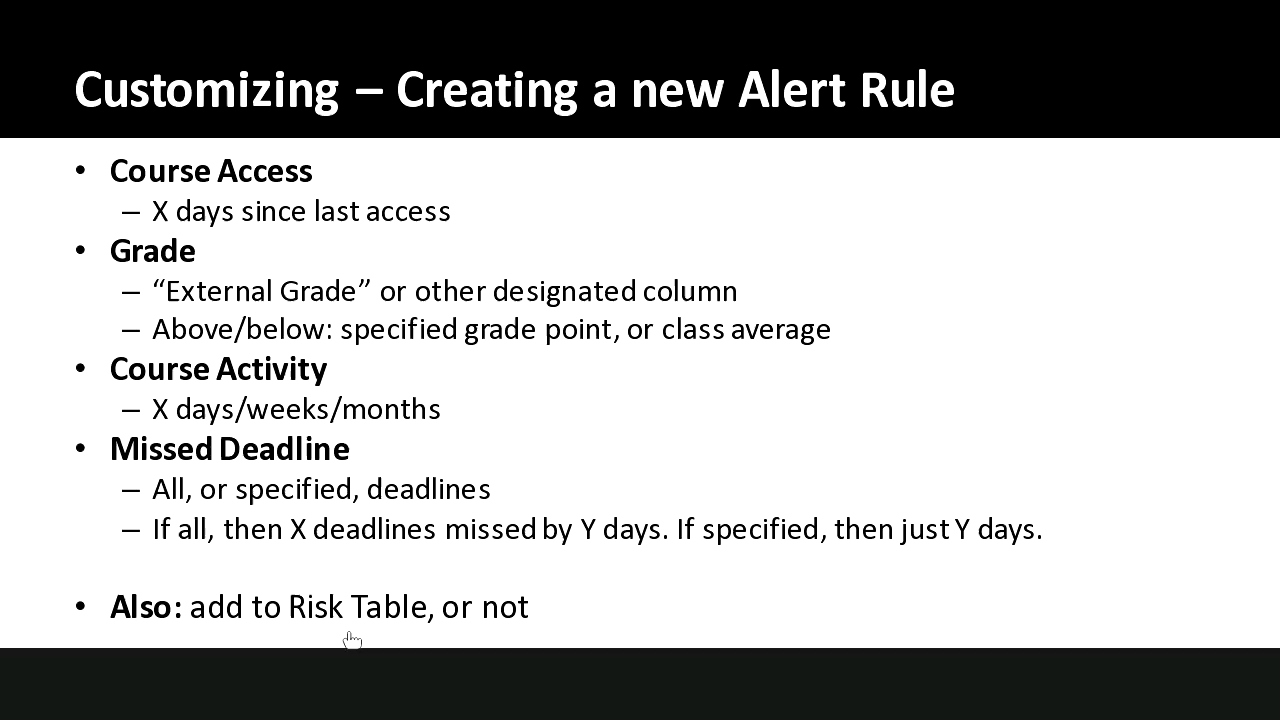 Customizing – Creating a new Alert Rule
• Course Access
– X days since last access
• Grade
– “External Grade” or other designated column
– Above/below: specified grade point, or class average
• Course Activity
– X days/weeks/months
• Missed Deadline
– All, or specified, deadlines
– If all, then X deadlines missed by Y days. If specified, then just Y days.
• Also: add to Risk Table, or not